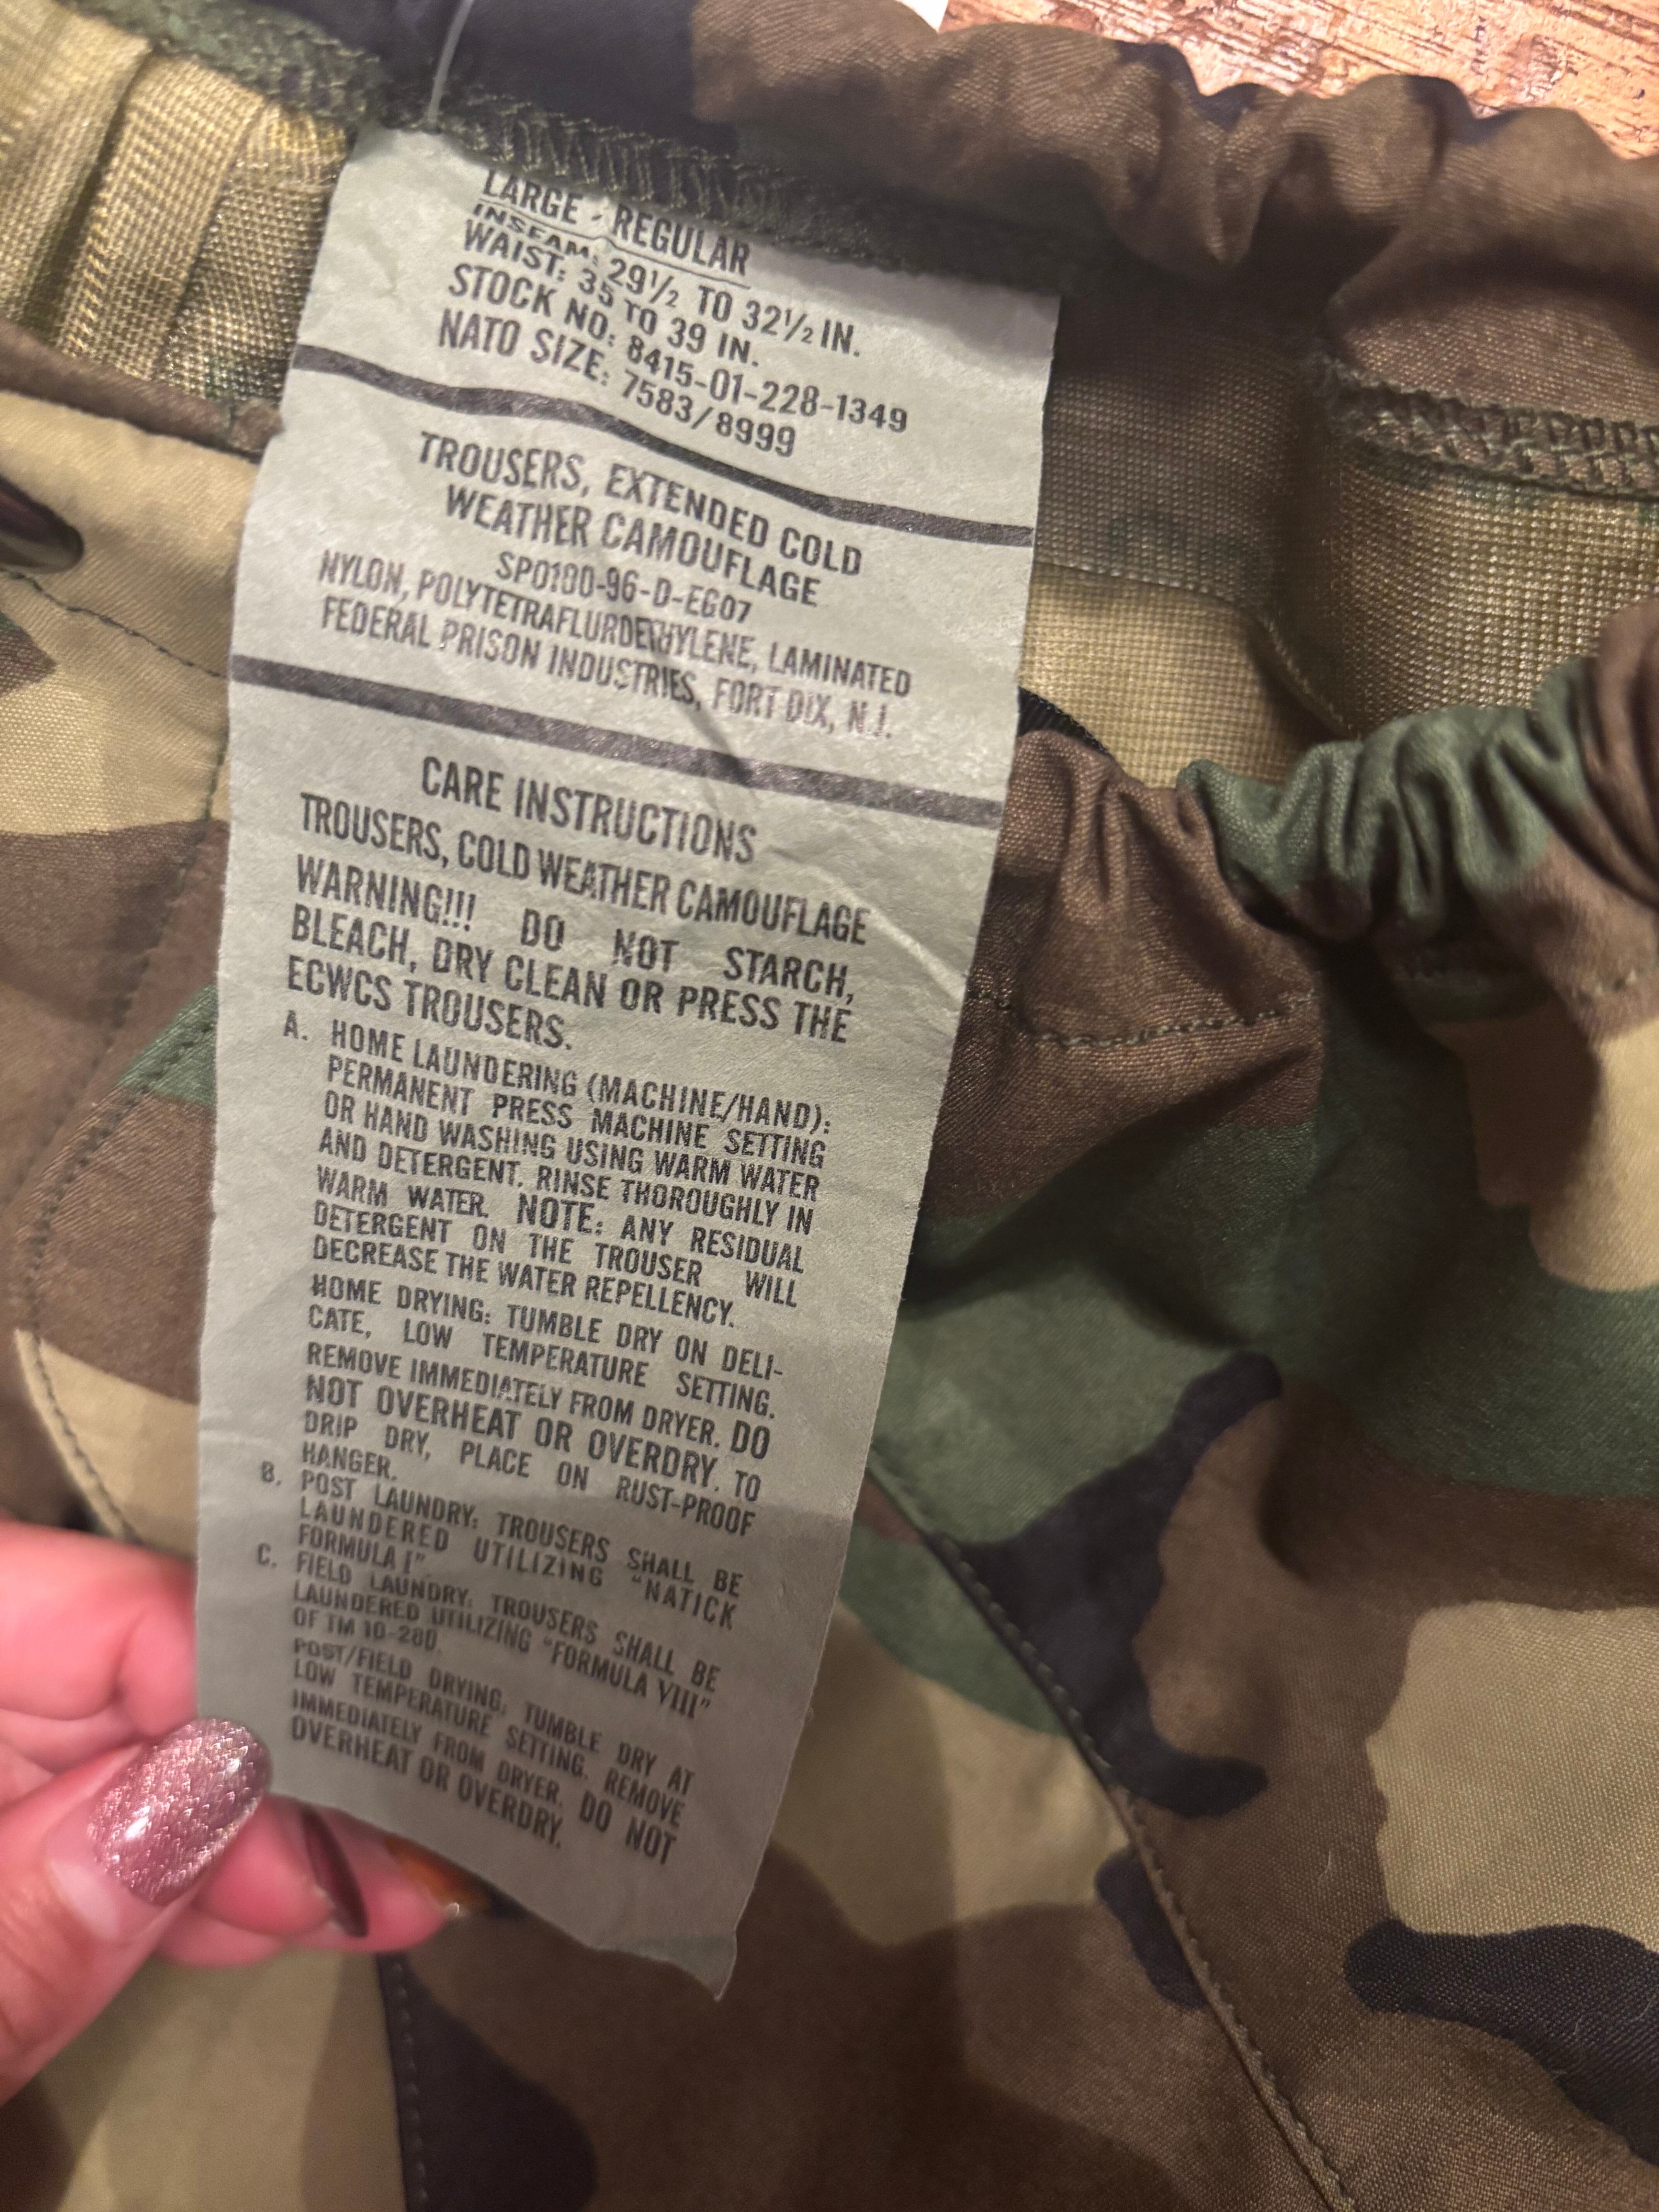 LARGE - REGULAR
INSEAM: 29½ TO 32½ IN.
WAIST: 35 TO 39 IN.
STOCK NO: 8415-01-228-1349
NATO SIZE: 7583/8999
TROUSERS, EXTENDED COLD
WEATHER CAMOUFLAGE
SP0100-96-D-EG07
NYLON, POLYTETRAFLURDETHYLENE, LAMINATED
FEDERAL PRISON INDUSTRIES, FORT DIX, N.J.
CARE INSTRUCTIONS
TROUSERS, COLD WEATHER CAMOUFLAGE
WARNING!!! DO NOT STARCH,
BLEACH, DRY CLEAN OR PRESS THE
ECWCS TROUSERS.
A. HOME LAUNDERING (MACHINE/HAND):
PERMANENT PRESS MACHINE SETTING
OR HAND WASHING USING WARM WATER
AND DETERGENT. RINSE THOROUGHLY IN
WARM WATER. NOTE: ANY RESIDUAL
DETERGENT ON THE TROUSER WILL
DECREASE THE WATER REPELLENCY.
HOME DRYING: TUMBLE DRY ON DELI-
CATE, LOW TEMPERATURE SETTING.
REMOVE IMMEDIATELY FROM DRYER. DO
NOT OVERHEAT OR OVERDRY. TO
DRIP DRY, PLACE ON RUST-PROOF
HANGER.
B. POST LAUNDRY: TROUSERS SHALL BE
LAUNDERED UTILIZING "NATICK
FORMULA I"
C. FIELD LAUNDRY: TROUSERS SHALL BE
LAUNDERED UTILIZING "FORMULA VIII"
OF TM 10-280.
POST/FIELD DRYING: TUMBLE DRY AT
LOW TEMPERATURE SETTING. REMOVE
IMMEDIATELY FROM DRYER. DO NOT
OVERHEAT OR OVERDRY.